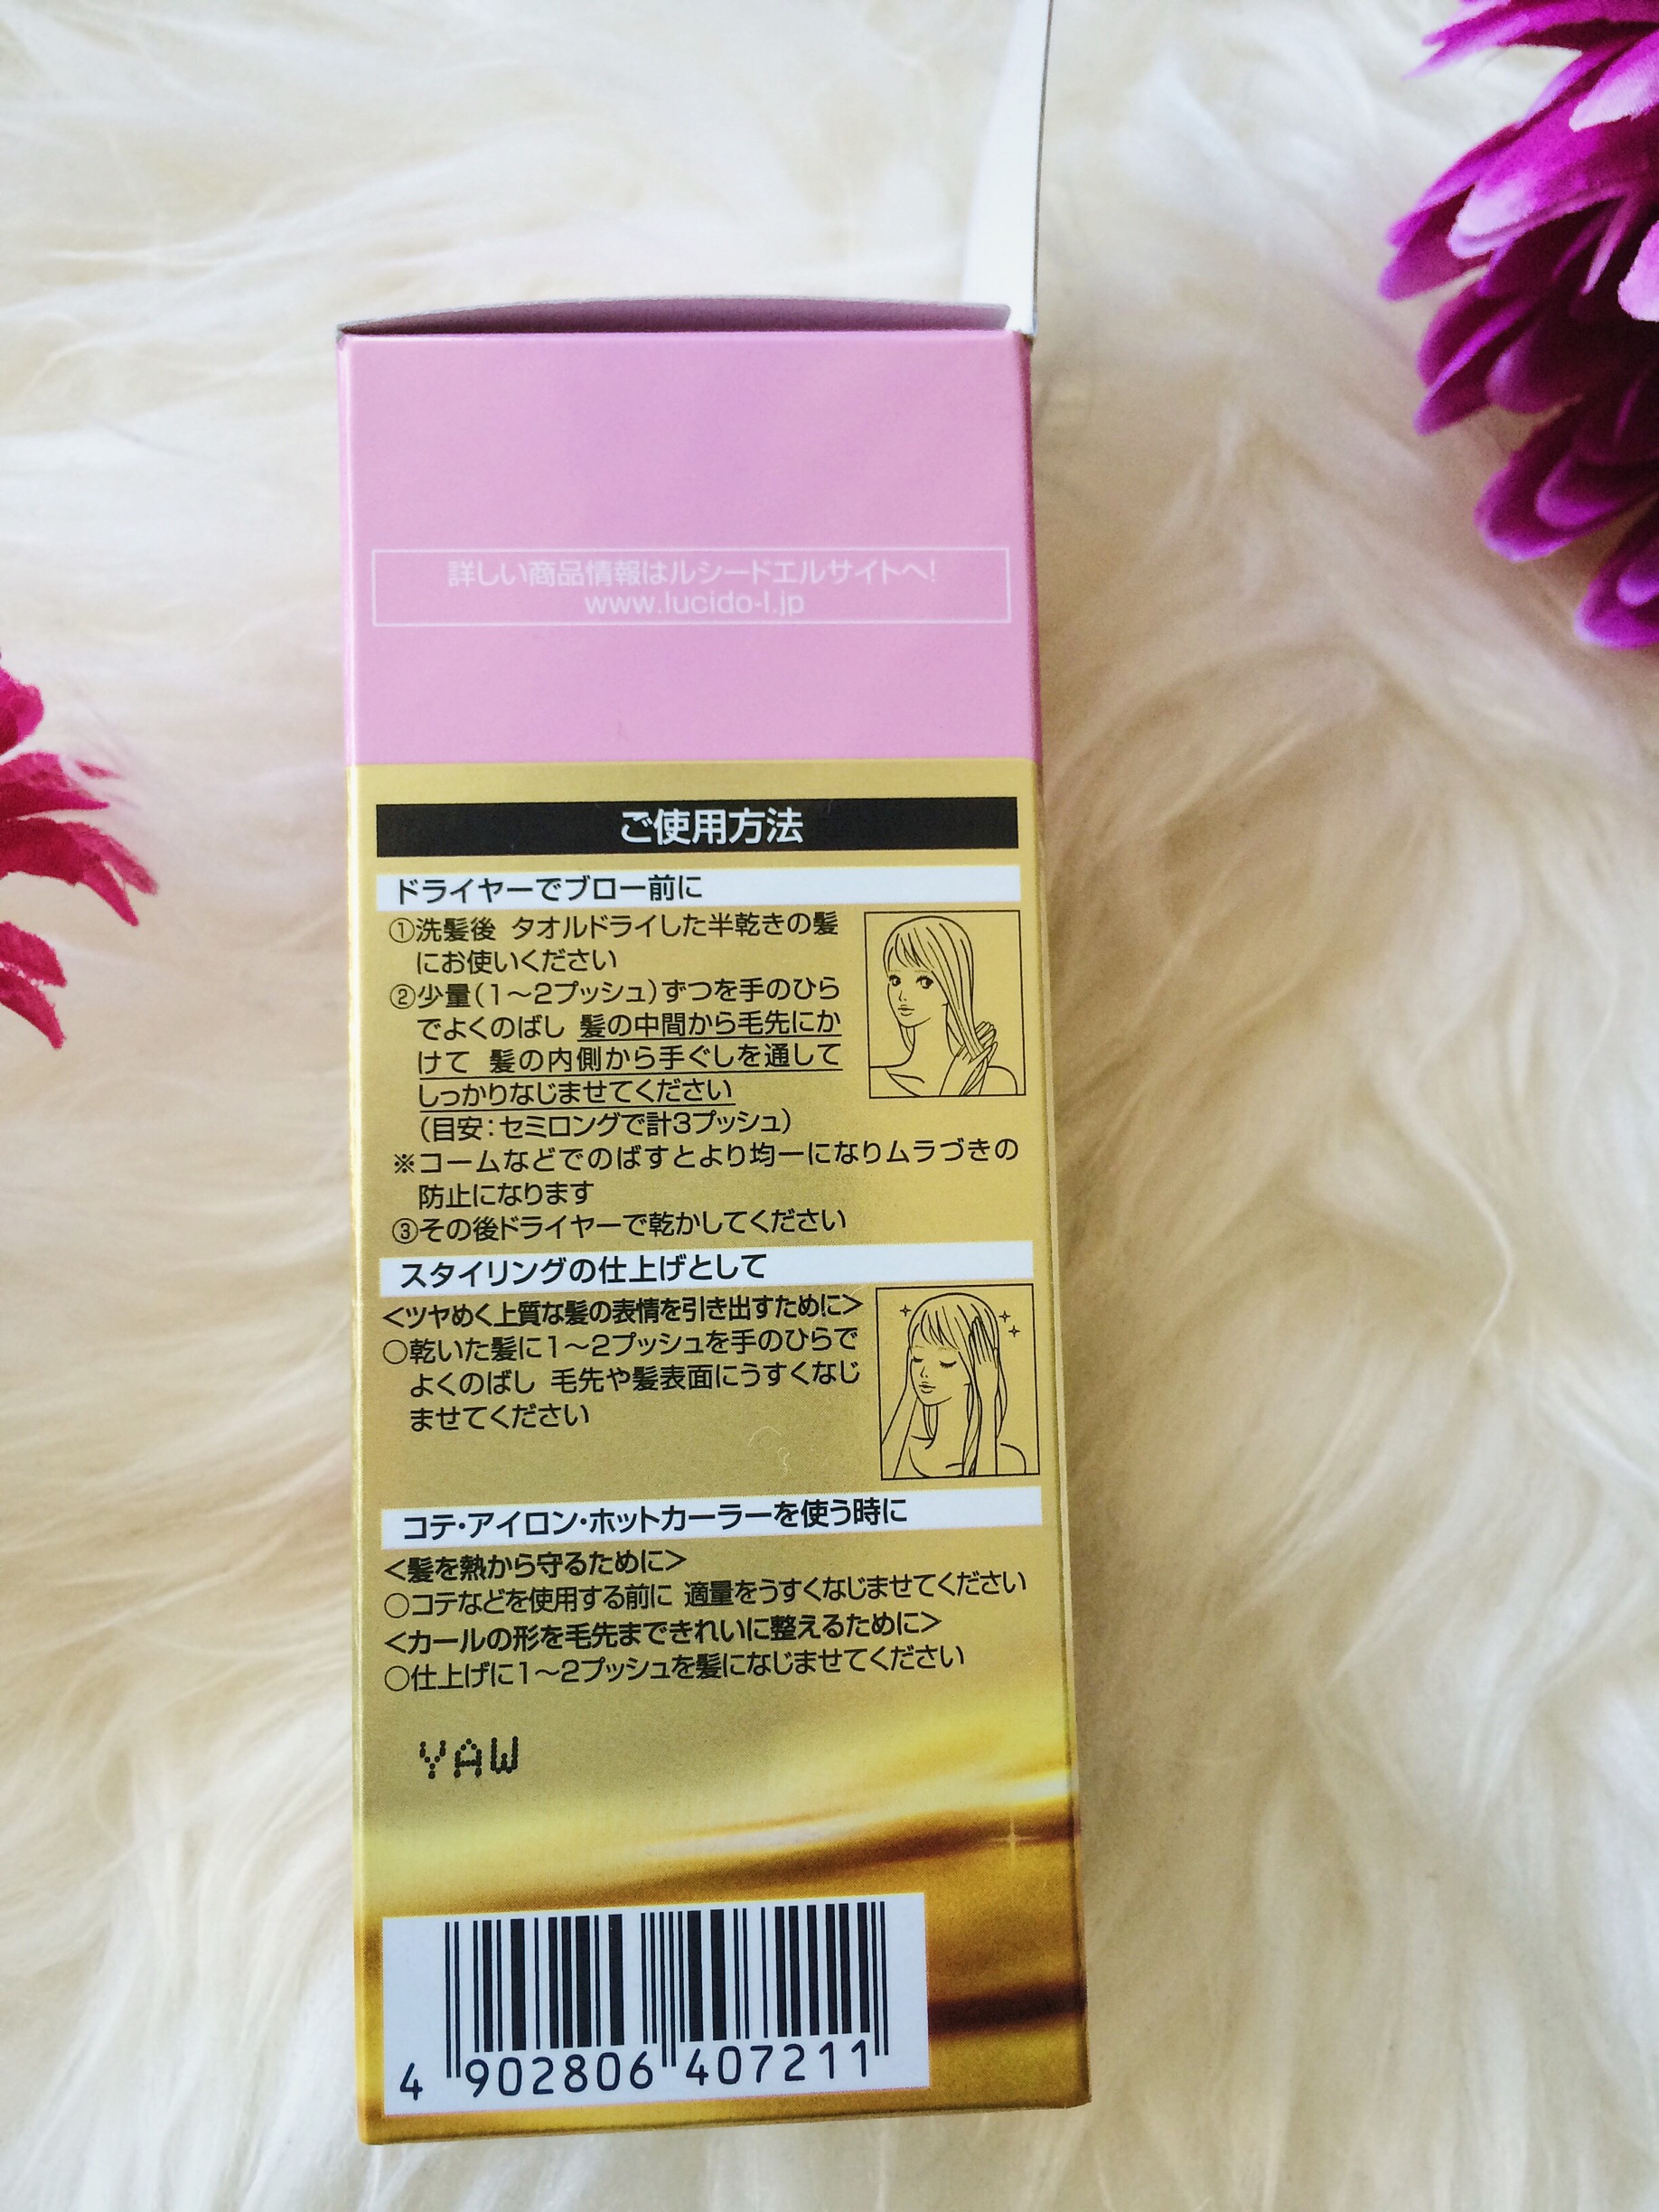 詳しい商品情報はルシードエルサイトへ!
www.lucido-l.jp
ご使用方法
ドライヤーでブロー前に
①洗髪後 タオルドライした半乾きの髪
にお使いください
②少量(1〜2プッシュ)ずつを手のひら
でよくのばし 髪の中間から毛先にか
けて 髪の内側から手ぐしを通して
しっかりなじませてください
(目安:セミロングで計3プッシュ)
※コームなどでのばすとより均一になりムラづきの
防止になります
③その後ドライヤーで乾かしてください
スタイリングの仕上げとして
<ツヤめく上質な髪の表情を引き出すために>
○乾いた髪に1〜2プッシュを手のひらで
よくのばし 毛先や髪表面にうすくなじ
ませてください
コテ・アイロン・ホットカーラーを使う時に
<髪を熱から守るために>
○コテなどを使用する前に 適量をうすくなじませてください
<カールの形を毛先まできれいに整えるために>
○仕上げに1〜2プッシュを髪になじませてください
YAW
4 902806 407211